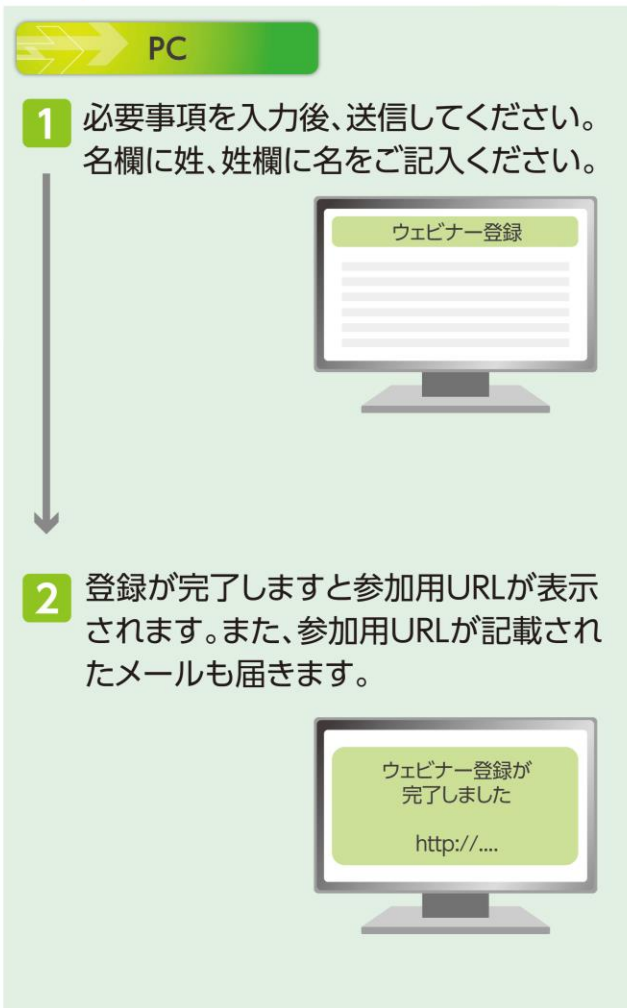 PC
1 必要事項を入力後、送信してください。
名欄に姓、姓欄に名をご記入ください。
ウェビナー登録
2 登録が完了しますと参加用URLが表示
されます。また、参加用URLが記載され
たメールも届きます。
ウェビナー登録が
完了しました
http://....